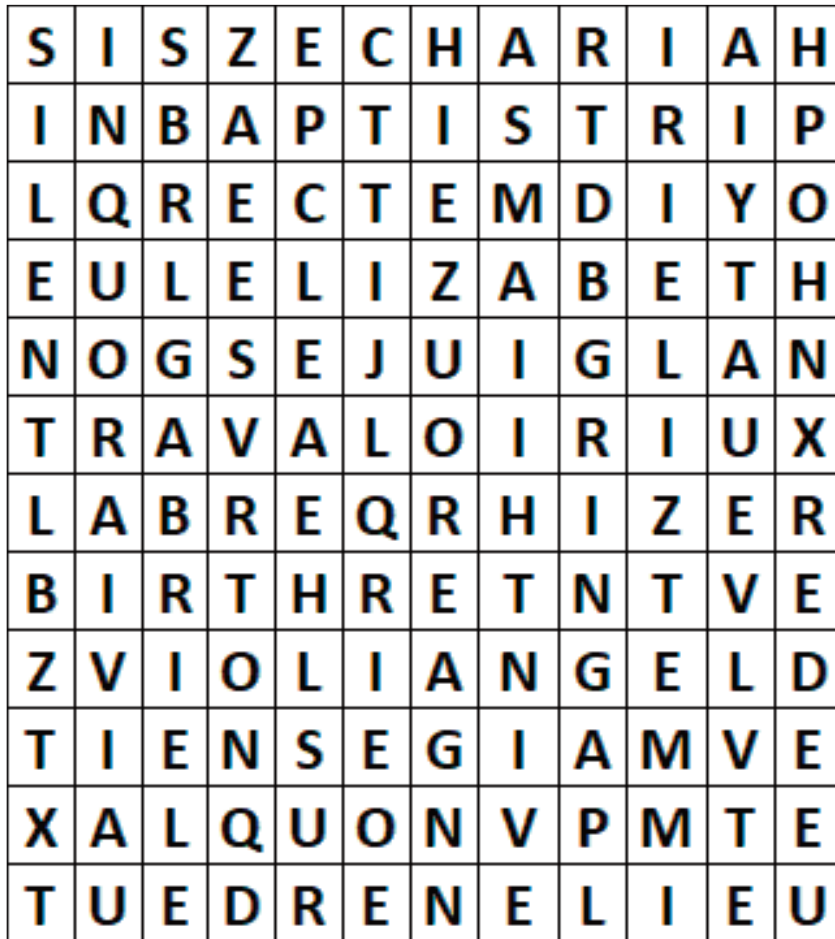 S I S Z E C H A R I A H
I N B A P T I S T R I P
L Q R E C T E M D I Y O
E U L E L I Z A B E T H
N O G S E J U I G L A N
T R A V A L O I R I U X
L A B R E Q R H I Z E R
B I R T H R E T N T V E
Z V I O L I A N G E L D
T I E N S E G I A M V E
X A L Q U O N V P M T E
T U E D R E N E L I E U